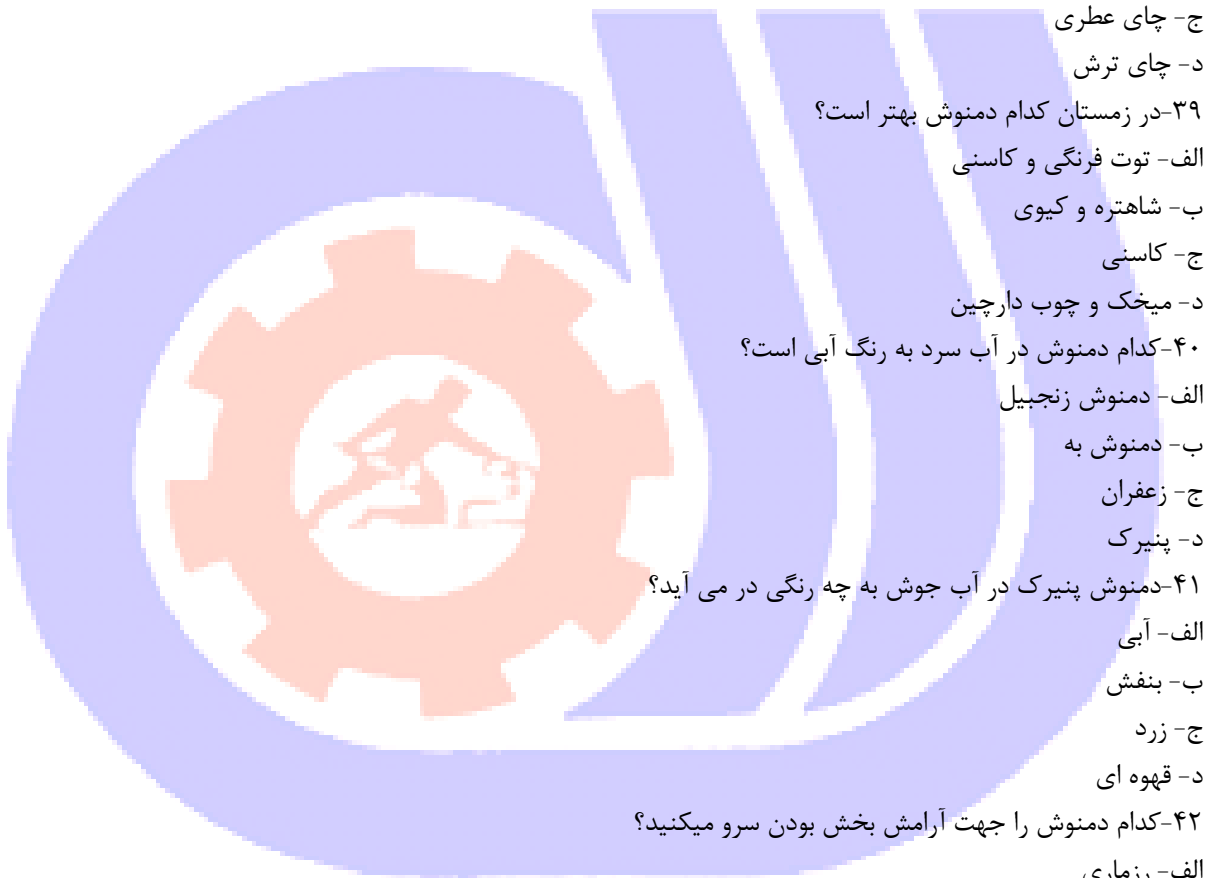 ج- چای عطری
د- چای ترش
۳۹-در زمستان کدام دمنوش بهتر است؟
الف- توت فرنگی و کاسنی
ب- شاهتره و کیوی
ج- کاسنی
د- میخک و چوب دارچین
۴۰-کدام دمنوش در آب سرد به رنگ آبی است؟
الف- دمنوش زنجبیل
ب- دمنوش به
ج- زعفران
د- پنیرک
۴۱-دمنوش پنیرک در آب جوش به چه رنگی در می آید؟
الف- آبی
ب- بنفش
ج- زرد
د- قهوه ای
۴۲-کدام دمنوش را جهت آرامش بخش بودن سرو میکنید؟
الف- رزماری